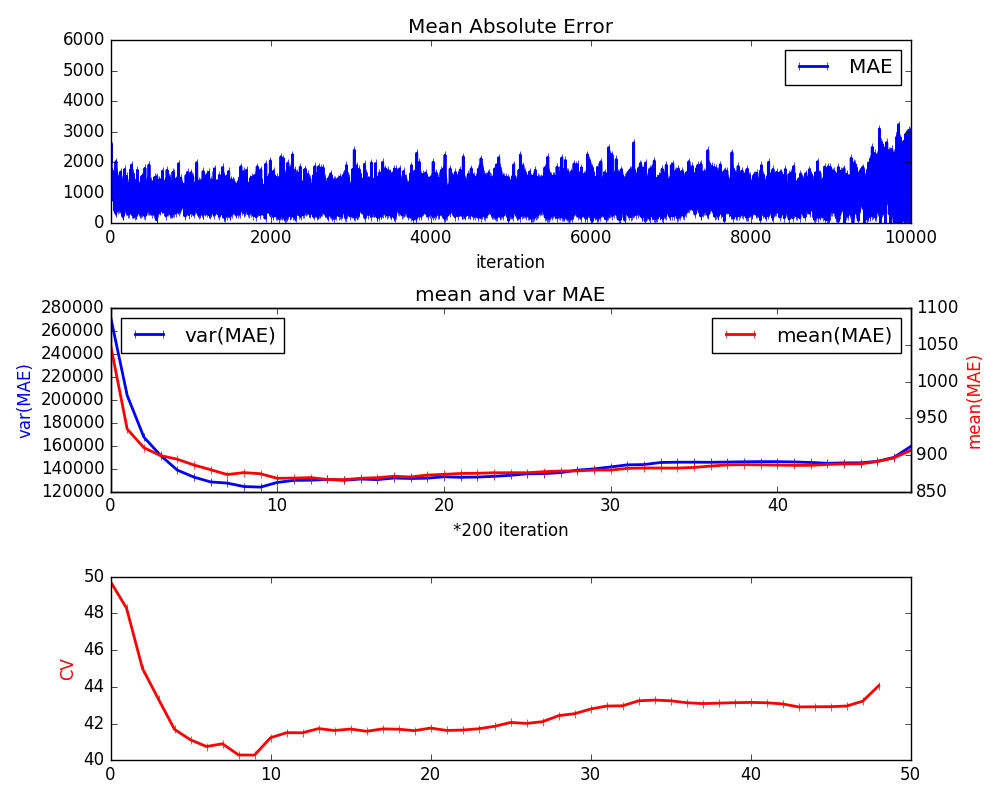 Mean Absolute Error
6000
5000
4000
3000
2000
1000
0
MAE
0 2000 4000 6000 8000 10000
iteration
mean and var MAE
280000
260000
240000
220000
200000
180000
160000
140000
120000
var(MAE)
var(MAE)
mean(MAE)
1100
1050
1000
950
900
850
mean(MAE)
0 10 20 30 40
*200 iteration
50
48
46
44
42
40
CV
0 10 20 30 40 50